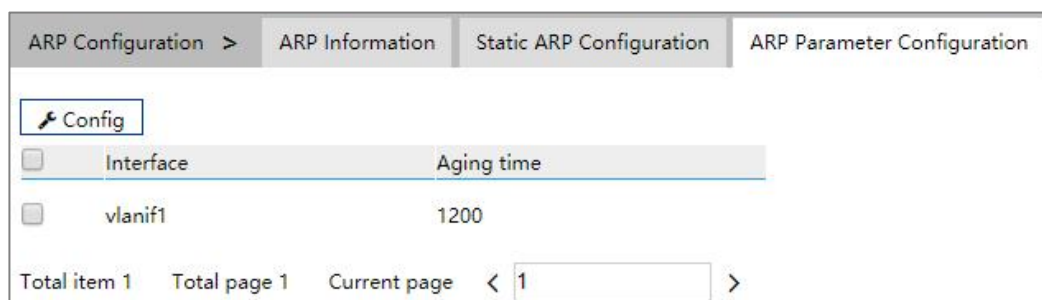 ARP Configuration > ARP Information Static ARP Configuration ARP Parameter Configuration
Config
Interface Aging time
vlanif1 1200
Total item 1 Total page 1 Current page < 1 >